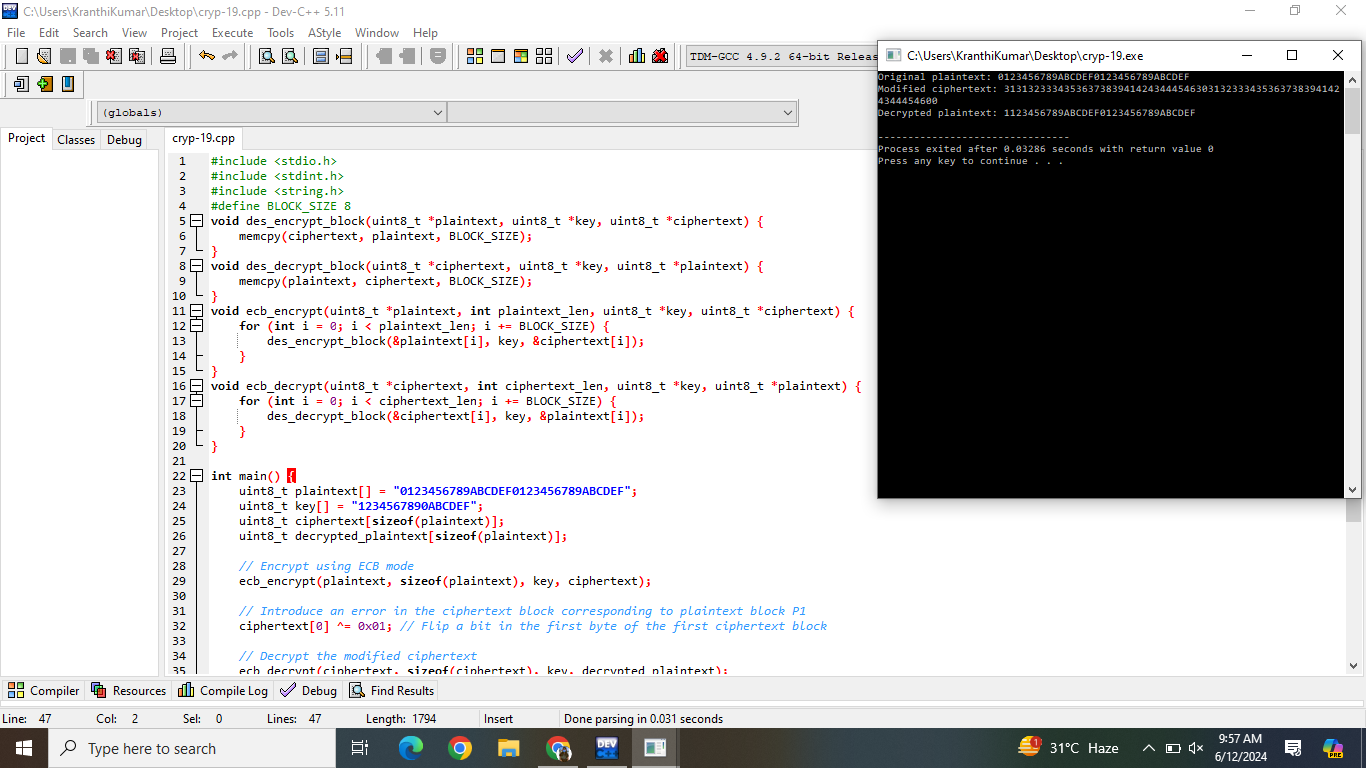 C:\Users\KranthiKumar\Desktop\cryp-19.cpp - Dev-C++ 5.11
File Edit Search View Project Execute Tools AStyle Window Help
TDM-GCC 4.9.2 64-bit Releas
(globals)
Project Classes Debug
cryp-19.cpp
1 #include <stdio.h>
2 #include <stdint.h>
3 #include <string.h>
4 #define BLOCK_SIZE 8
5 void des_encrypt_block(uint8_t *plaintext, uint8_t *key, uint8_t *ciphertext) {
6 memcpy(ciphertext, plaintext, BLOCK_SIZE);
7 }
8 void des_decrypt_block(uint8_t *ciphertext, uint8_t *key, uint8_t *plaintext) {
9 memcpy(plaintext, ciphertext, BLOCK_SIZE);
10 }
11 void ecb_encrypt(uint8_t *plaintext, int plaintext_len, uint8_t *key, uint8_t *ciphertext) {
12 for (int i = 0; i < plaintext_len; i += BLOCK_SIZE) {
13 des_encrypt_block(&plaintext[i], key, &ciphertext[i]);
14 }
15 }
16 void ecb_decrypt(uint8_t *ciphertext, int ciphertext_len, uint8_t *key, uint8_t *plaintext) {
17 for (int i = 0; i < ciphertext_len; i += BLOCK_SIZE) {
18 des_decrypt_block(&ciphertext[i], key, &plaintext[i]);
19 }
20 }
21
22 int main() {
23 uint8_t plaintext[] = "0123456789ABCDEF0123456789ABCDEF";
24 uint8_t key[] = "1234567890ABCDEF";
25 uint8_t ciphertext[sizeof(plaintext)];
26 uint8_t decrypted_plaintext[sizeof(plaintext)];
27
28 // Encrypt using ECB mode
29 ecb_encrypt(plaintext, sizeof(plaintext), key, ciphertext);
30
31 // Introduce an error in the ciphertext block corresponding to plaintext block P1
32 ciphertext[0] ^= 0x01; // Flip a bit in the first byte of the first ciphertext block
33
34 // Decrypt the modified ciphertext
35 ecb_decrypt(ciphertext, sizeof(ciphertext), key, decrypted_plaintext);
C:\Users\KranthiKumar\Desktop\cryp-19.exe
Original plaintext: 0123456789ABCDEF0123456789ABCDEF
Modified ciphertext: 31313233343536373839414243444546303132333435363738394142
4344454600
Decrypted plaintext: 1123456789ABCDEF0123456789ABCDEF
--------------------------------
Process exited after 0.03286 seconds with return value 0
Press any key to continue . . .
Compiler Resources Compile Log Debug Find Results
Line: 47 Col: 2 Sel: 0 Lines: 47 Length: 1794 Insert Done parsing in 0.031 seconds
Type here to search
DEV
1
31°C Haze
9:57 AM
6/12/2024
PRE